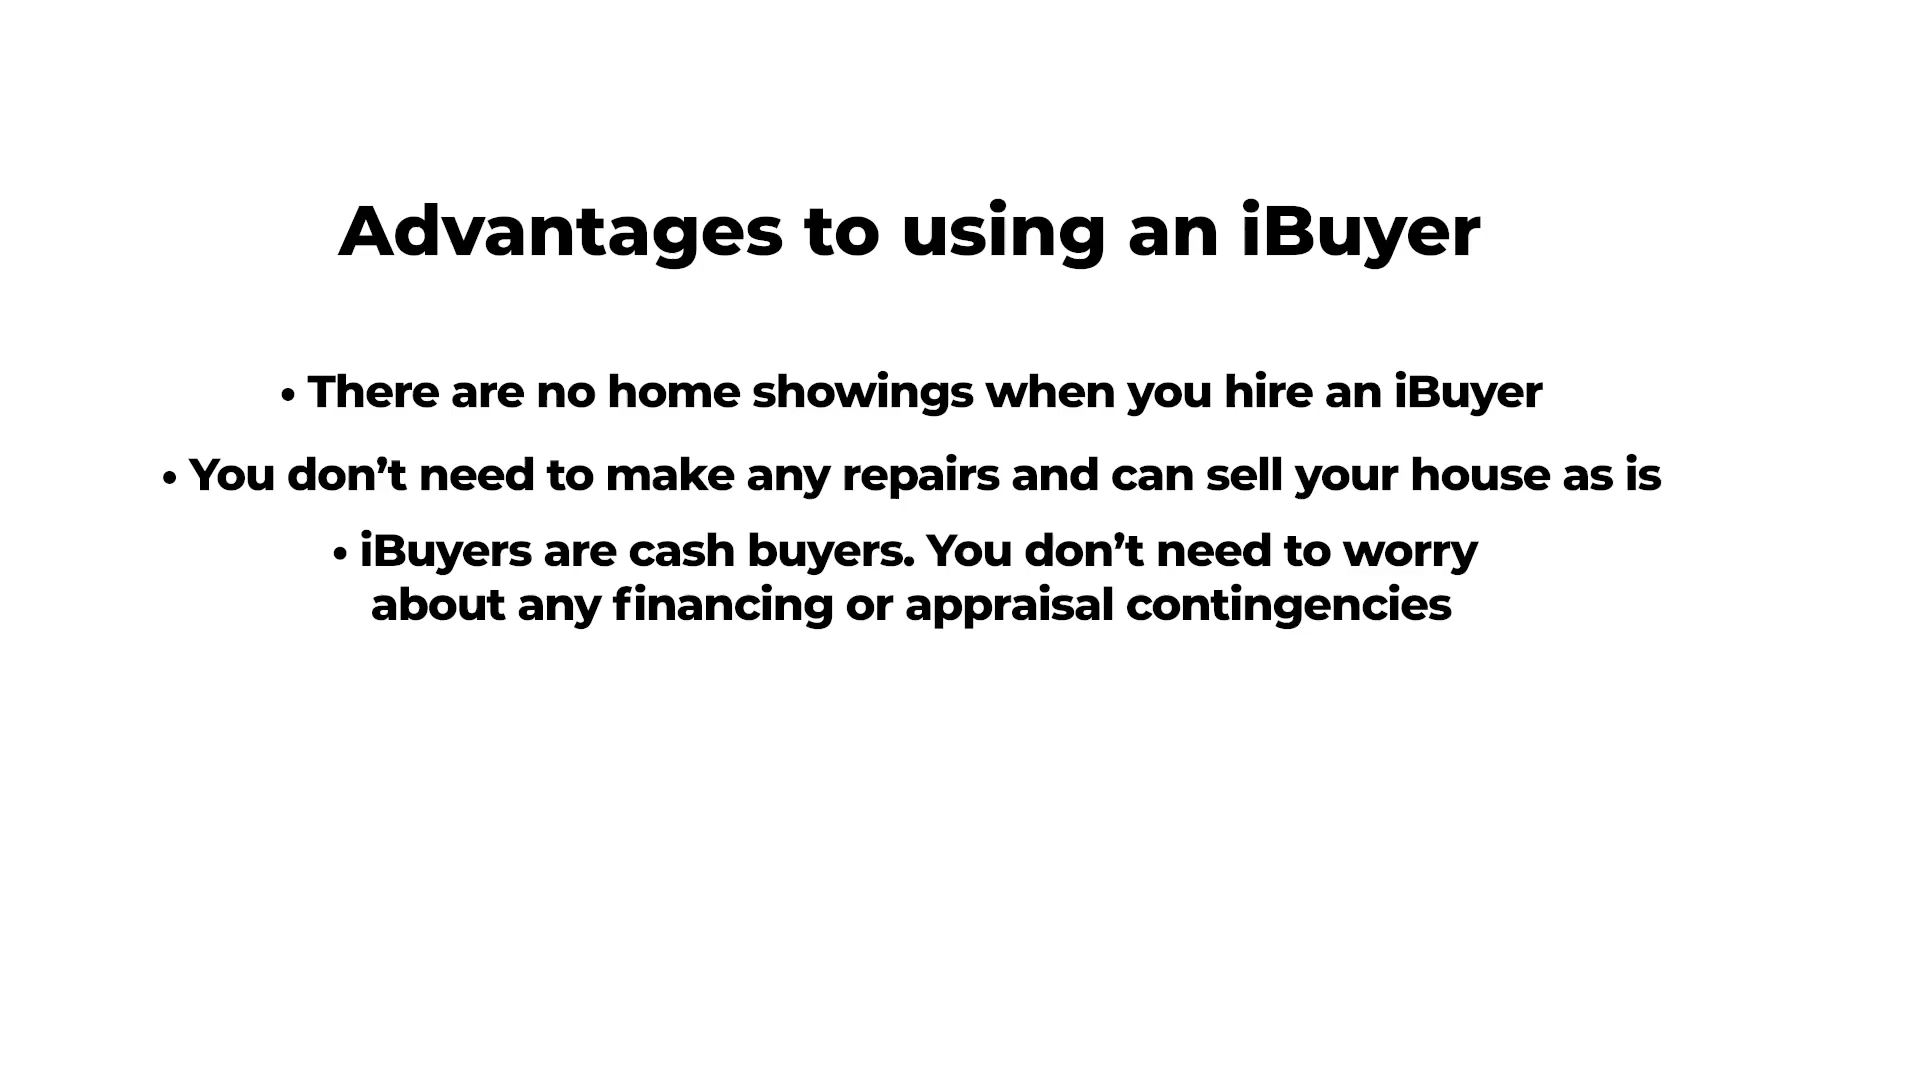 Advantages to using an iBuyer
• There are no home showings when you hire an iBuyer
• You don’t need to make any repairs and can sell your house as is
• iBuyers are cash buyers. You don’t need to worry
about any financing or appraisal contingencies